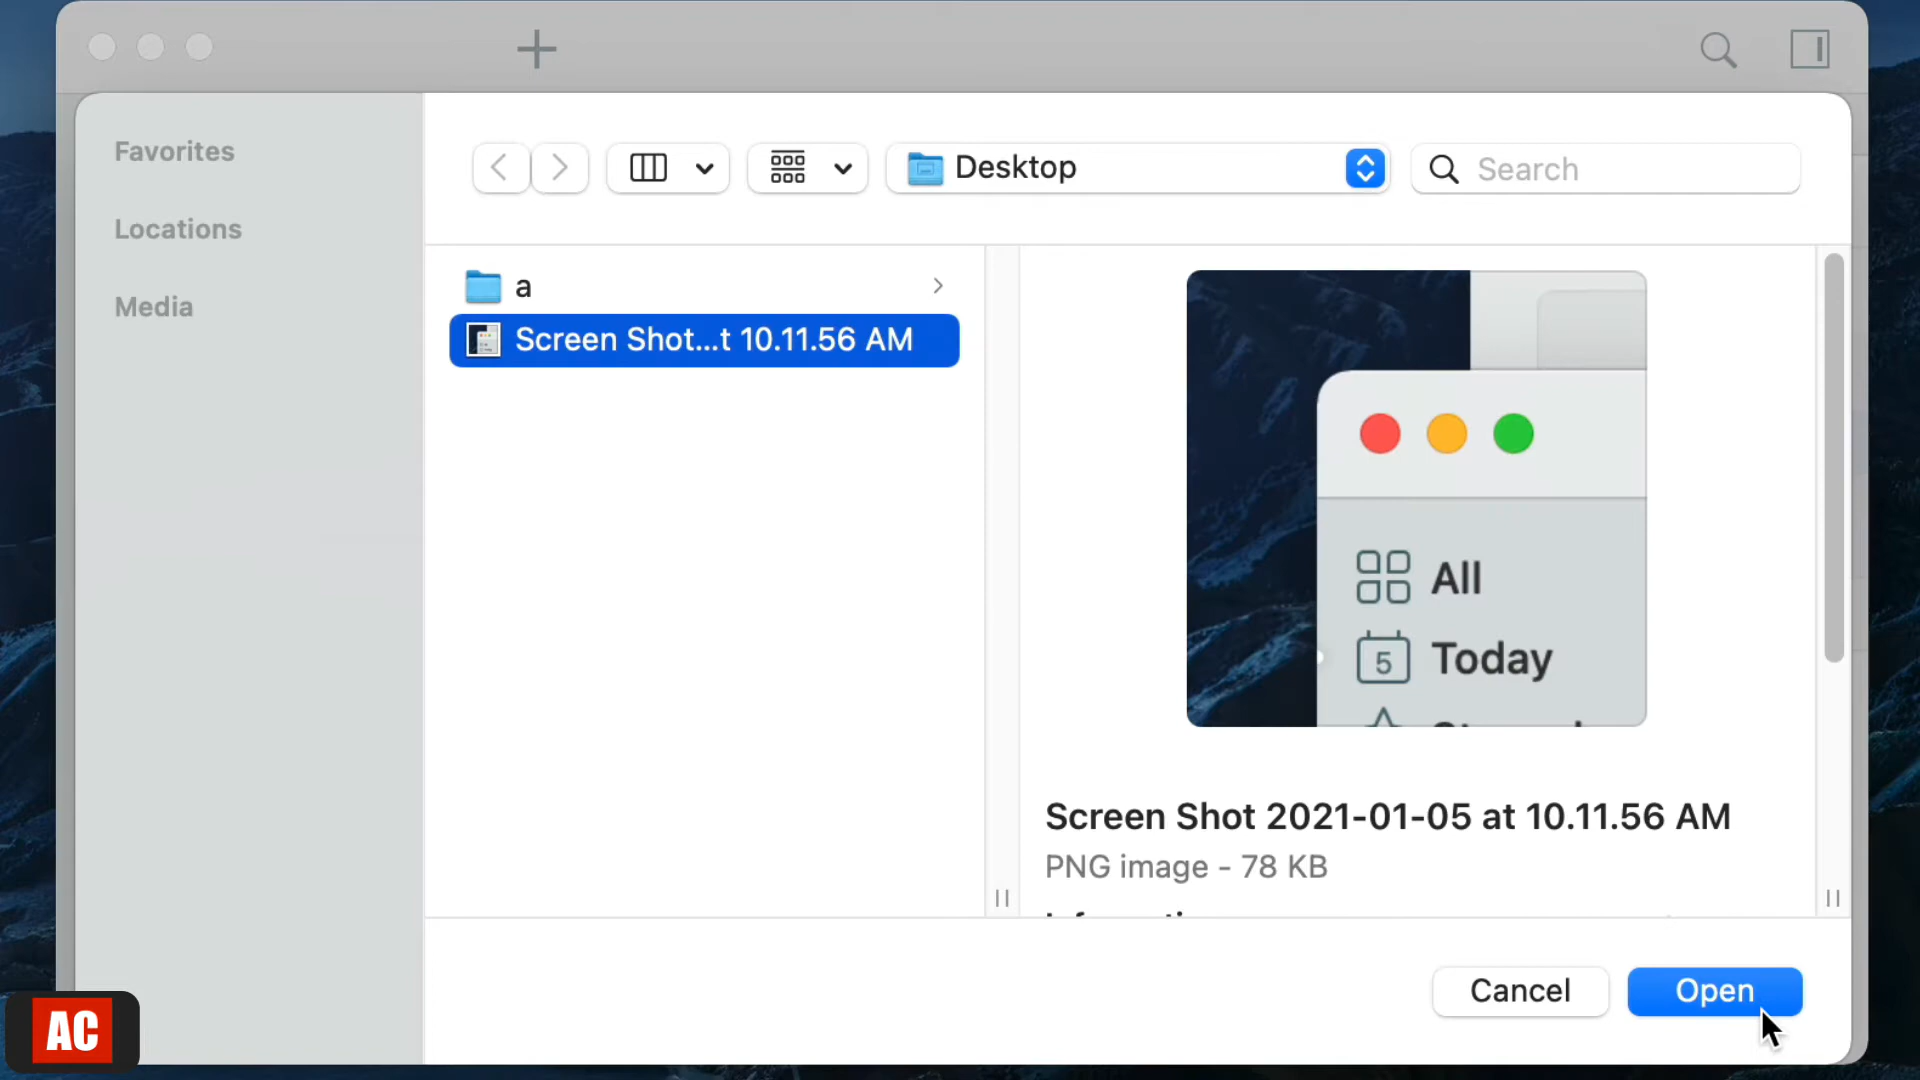 Favorites
Locations
Media
Desktop
Search
a
Screen Shot...t 10.11.56 AM
All
5 Today
Screen Shot 2021-01-05 at 10.11.56 AM
PNG image - 78 KB
Cancel
Open
AC